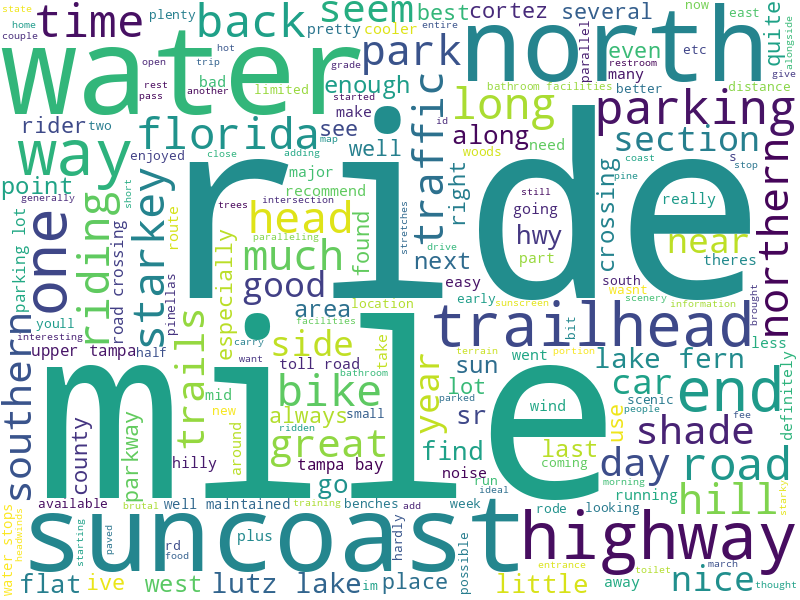 state
home
couple
time
plenty
pretty
back
seem
cooler
best
cortez
several
now
east
quite
alongside
water
north
hot
entire
open
trip
grade
rest
pass
another
started
limited
bad
park
enough
even
etc
parallel
restroom
many
give
bathroom facilities
better
distance
way
rider
two
florida
see
make
map
id
long
parking
traffic
along
need
section
enjoyed
close
adding
well
woods
s
coast
stop
point
generally
short
major
recommend
right
still
going
crossing
pine
really
ride
head
trees
intersection
paralleling
stretches
hwy
drive
part
near
theres
one
riding
starkey
route
road crossing
parking lot
much
found
next
south
northerng
pinellas
especially
good
location
easy
early
sunscreen
wasnt
scenery
information
brought
southern
youll
interesting
upper tampa
half
trails
area
facilities
carry
take
side
want
toll road
bathroom
sun
trailhead
bit
less
terrain
portion
went
lake fern
mile
mid
new
bike
always
small
year
lot
car
end
parked
wind
scenic
people
fee
definitely
county
parkway
hilly
around
great
ridden
sr
use
shade
tampa bay
find
last
noise
run
coming
go
day
road
morning
available
brutal
well maintained
training
benches
add
week
ideal
rode
looking
running
hill
starky
water stops
headwinds
suncoast
highway
starting
paved
rd
food
plus
hardly
possible
entrance
toilet
march
thought
flat
ive
west
lutz lake
im
place
little
away
nice